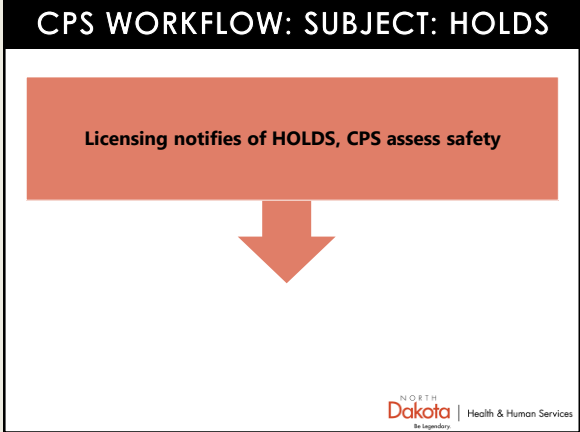 CPS WORKFLOW: SUBJECT: HOLDS
Licensing notifies of HOLDS, CPS assess safety
NORTH
Dakota | Health & Human Services
Be Legendary.